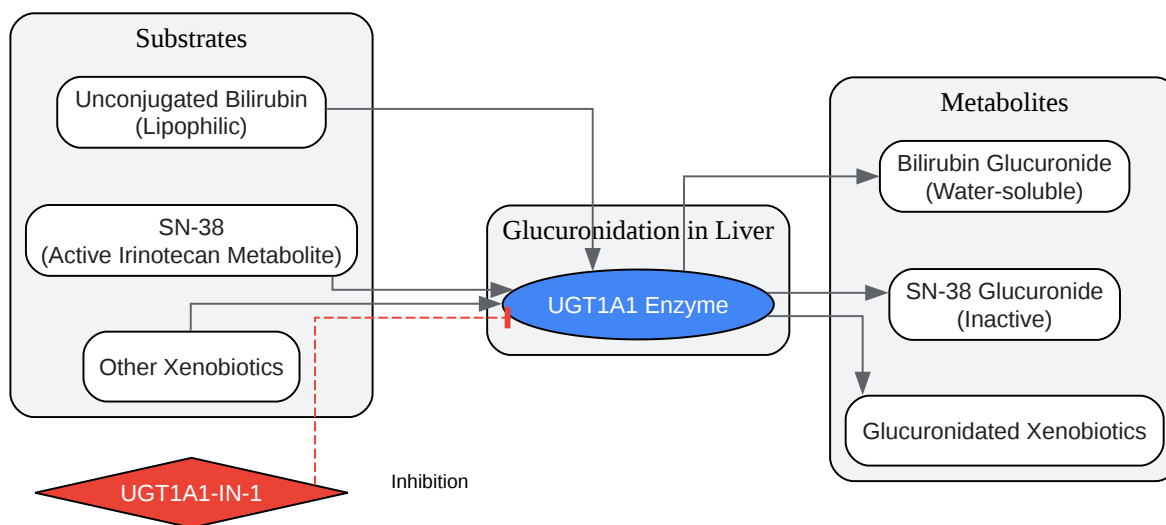 Substrates
Unconjugated Bilirubin
(Lipophilic)
SN-38
(Active Irinotecan Metabolite)
Other Xenobiotics
UGT1A1-IN-1
Inhibition
Glucuronidation in Liver
UGT1A1 Enzyme
Metabolites
Bilirubin Glucuronide
(Water-soluble)
SN-38 Glucuronide
(Inactive)
Glucuronidated Xenobiotics